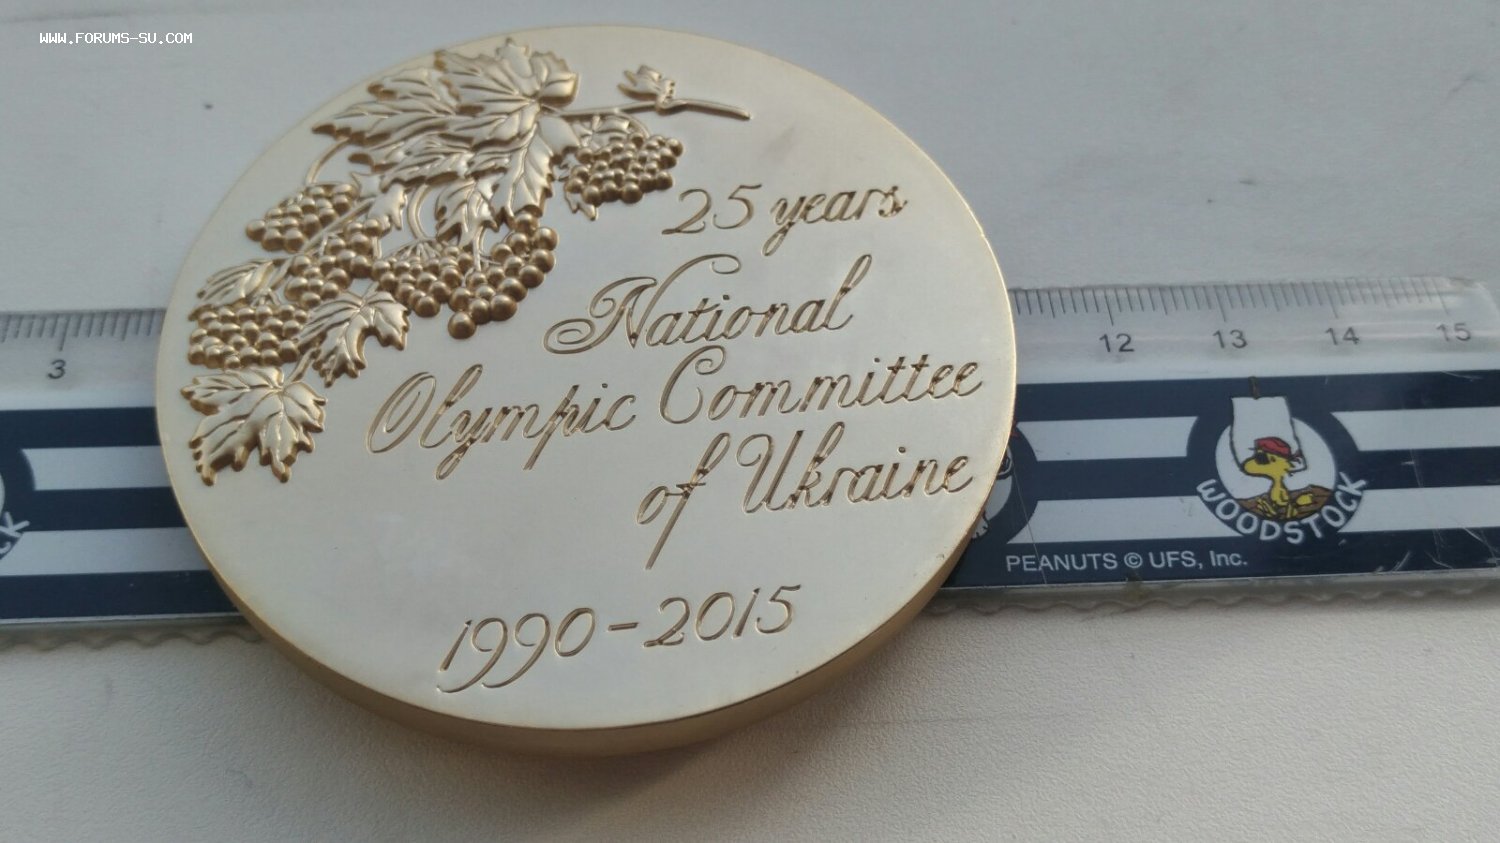 WWW.FORUMS-SU.COM
25 years
National
Olympic Committee
of Ukraine
1990-2015
3
12 13 14 15
WOODSTOCK
PEANUTS © UFS, Inc.